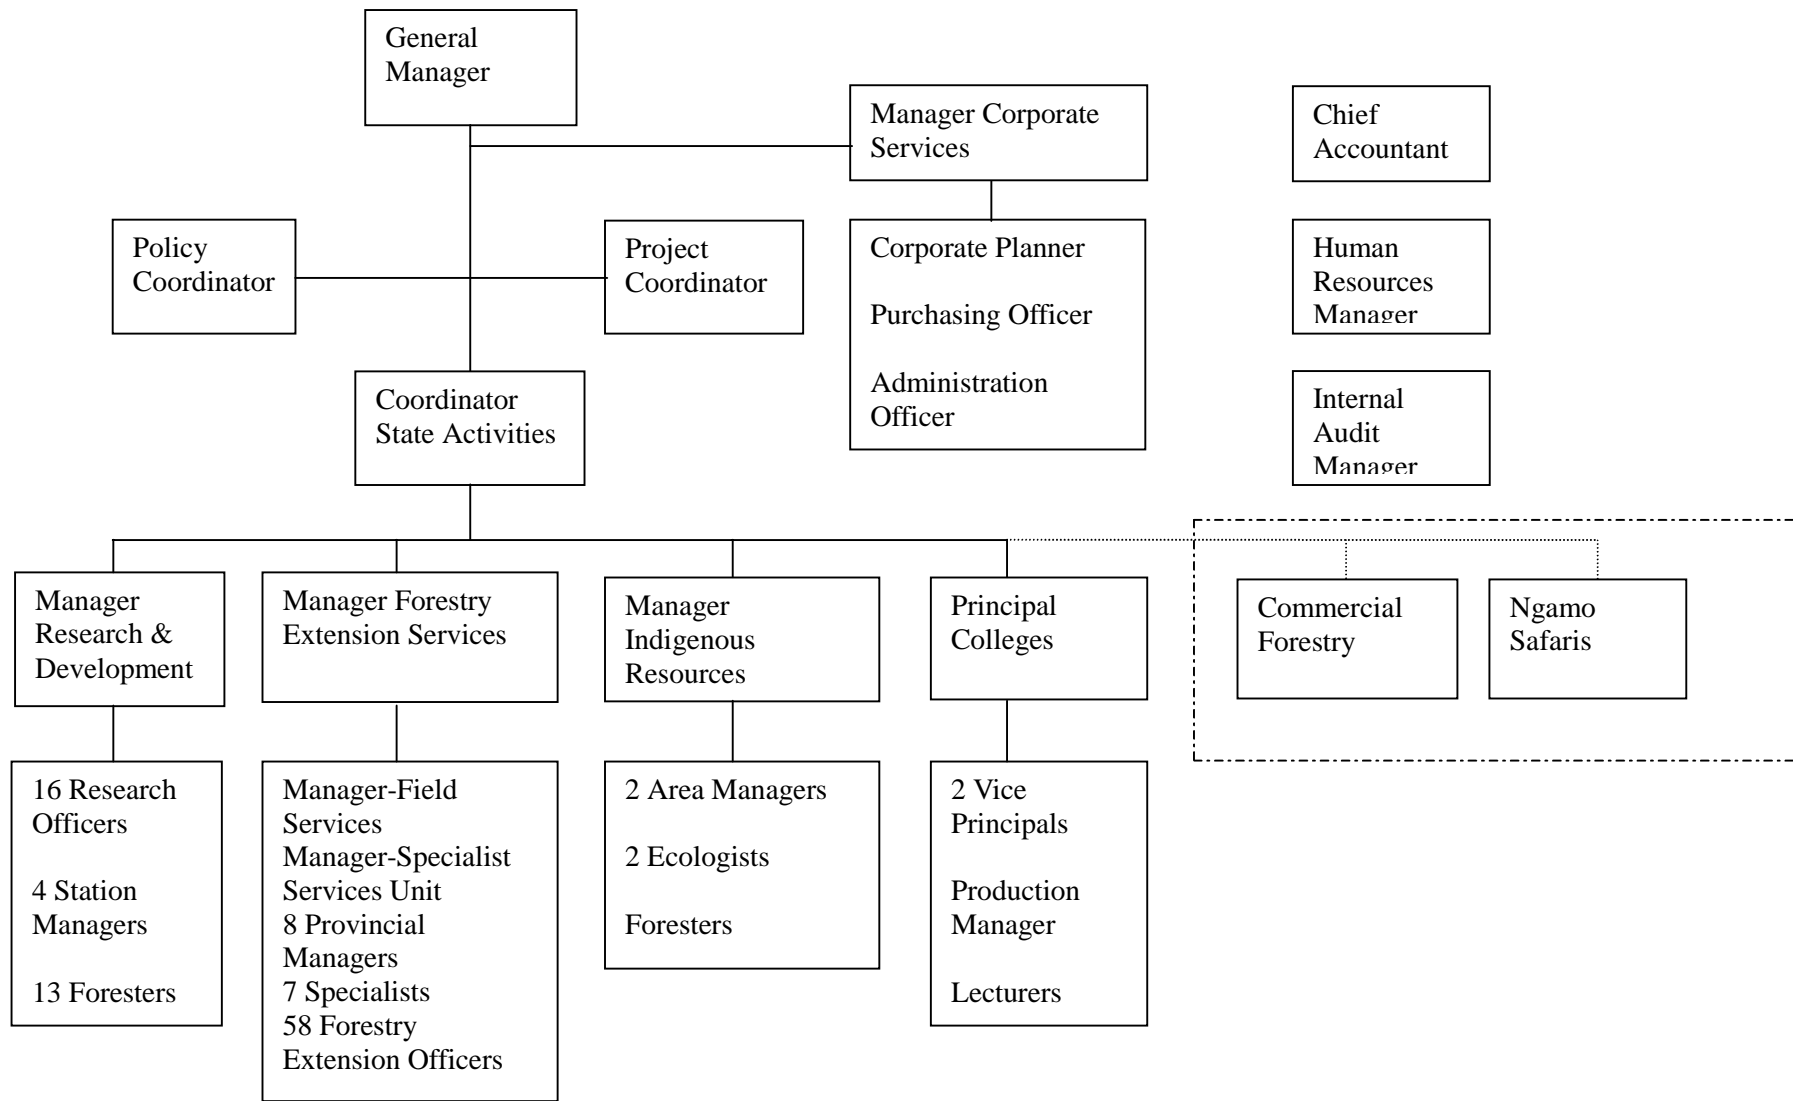 General
Manager
Manager Corporate
Services
Chief
Accountant
Policy
Coordinator
Project
Coordinator
Corporate Planner
Purchasing Officer
Administration
Officer
Human
Resources
Manager
Coordinator
State Activities
Internal
Audit
Manager
Manager
Research &
Development
Manager Forestry
Extension Services
Manager
Indigenous
Resources
Principal
Colleges
Commercial
Forestry
Ngamo
Safaris
16 Research
Officers
4 Station
Managers
13 Foresters
Manager-Field
Services
Manager-Specialist
Services Unit
8 Provincial
Managers
7 Specialists
58 Forestry
Extension Officers
2 Area Managers
2 Ecologists
Foresters
2 Vice
Principals
Production
Manager
Lecturers